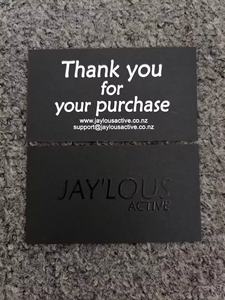 Thank you
for
your purchase
www.jaylousactive.co.nz
support@jaylousactive.co.nz
JAY'LOUS
ACTIVE